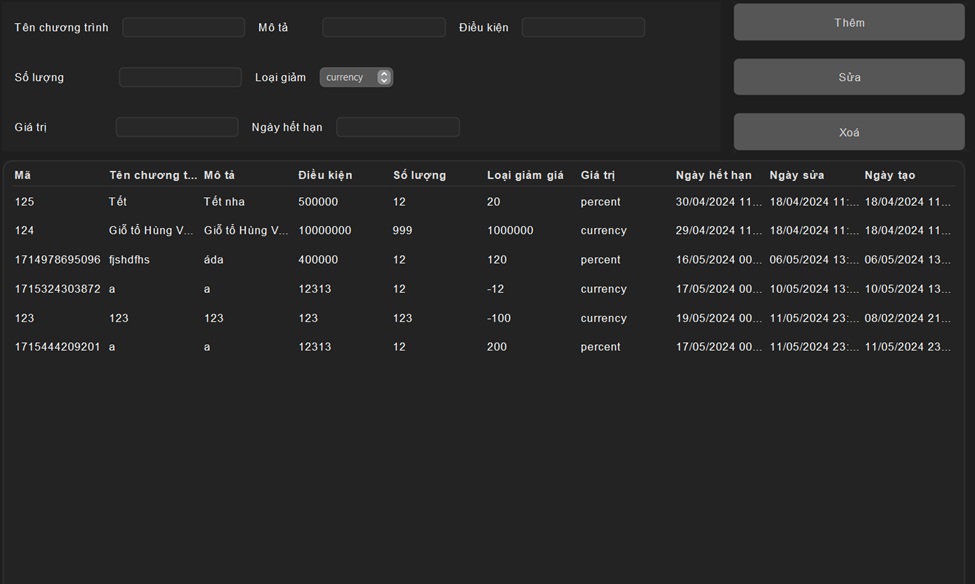 Tên chương trình Mô tả Điều kiện Thêm
Số lượng Loại giảm currency Sửa
Giá trị Ngày hết hạn Xoá
Mã Tên chương t... Mô tả Điều kiện Số lượng Loại giảm giá Giá trị Ngày hết hạn Ngày sửa Ngày tạo
125 Tết Tết nha 500000 12 20 percent 30/04/2024 11... 18/04/2024 11:... 18/04/2024 11...
124 Giỗ tổ Hùng V... Giỗ tổ Hùng V... 10000000 999 1000000 currency 29/04/2024 11... 18/04/2024 11:... 18/04/2024 11...
1714978695096 fjshdfhs áda 400000 12 120 percent 16/05/2024 00... 06/05/2024 13:... 06/05/2024 13...
1715324303872 a a 12313 12 -12 currency 17/05/2024 00... 10/05/2024 13:... 10/05/2024 13...
123 123 123 123 123 -100 currency 19/05/2024 00... 11/05/2024 23:... 08/02/2024 21...
1715444209201 a a 12313 12 200 percent 17/05/2024 00... 11/05/2024 23:... 11/05/2024 23...